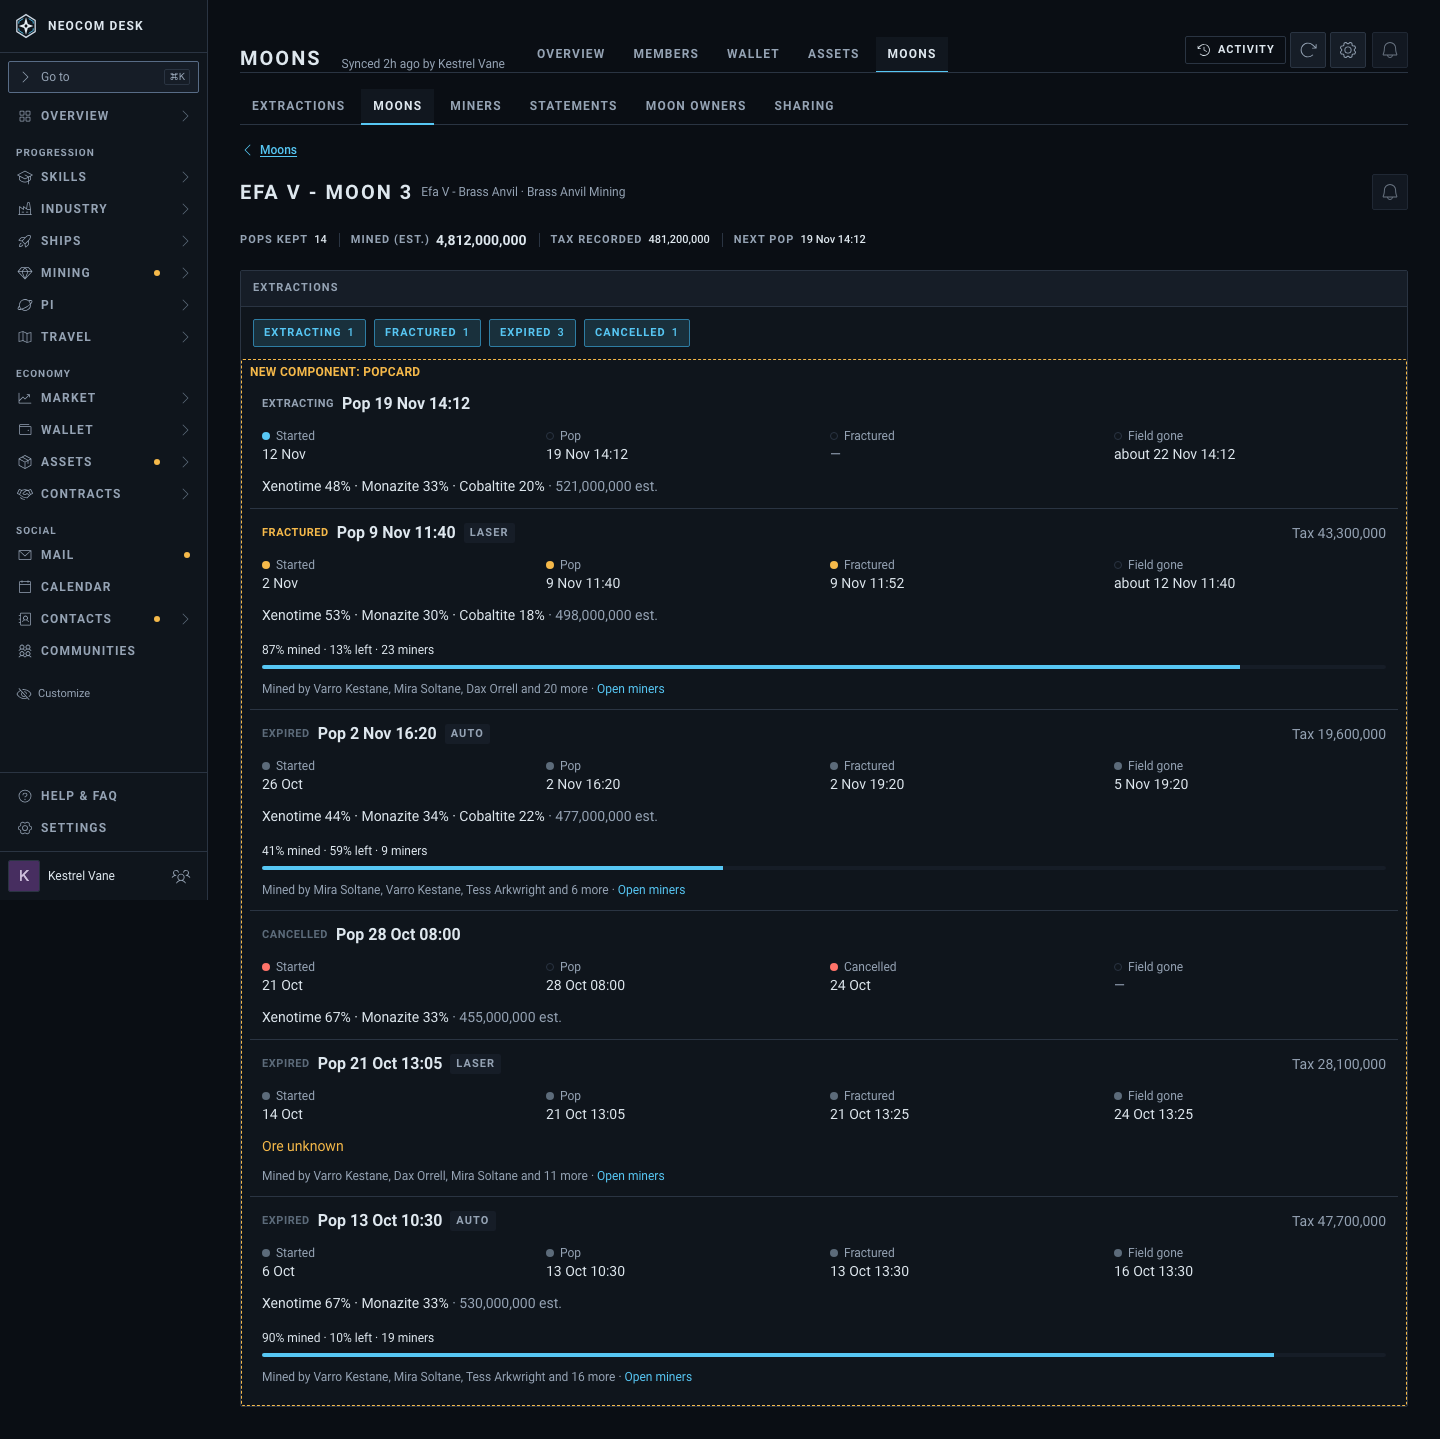 NEOCOM DESK
Go to ⌘K
OVERVIEW
PROGRESSION
SKILLS
INDUSTRY
SHIPS
MINING
PI
TRAVEL
ECONOMY
MARKET
WALLET
ASSETS
CONTRACTS
SOCIAL
MAIL
CALENDAR
CONTACTS
COMMUNITIES
Customize
HELP & FAQ
SETTINGS
K Kestrel Vane
MOONS Synced 2h ago by Kestrel Vane OVERVIEW MEMBERS WALLET ASSETS MOONS ACTIVITY
EXTRACTIONS MOONS MINERS STATEMENTS MOON OWNERS SHARING
Moons
EFA V - MOON 3 Efa V - Brass Anvil · Brass Anvil Mining
POPS KEPT 14 MINED (EST.) 4,812,000,000 TAX RECORDED 481,200,000 NEXT POP 19 Nov 14:12
EXTRACTIONS
EXTRACTING 1 FRACTURED 1 EXPIRED 3 CANCELLED 1
NEW COMPONENT: POPCARD
EXTRACTING Pop 19 Nov 14:12
Started Pop Fractured Field gone
12 Nov 19 Nov 14:12 — about 22 Nov 14:12
Xenotime 48% · Monazite 33% · Cobaltite 20% · 521,000,000 est.
FRACTURED Pop 9 Nov 11:40 LASER Tax 43,300,000
Started Pop Fractured Field gone
2 Nov 9 Nov 11:40 9 Nov 11:52 about 12 Nov 11:40
Xenotime 53% · Monazite 30% · Cobaltite 18% · 498,000,000 est.
87% mined · 13% left · 23 miners
Mined by Varro Kestane, Mira Soltane, Dax Orrell and 20 more · Open miners
EXPIRED Pop 2 Nov 16:20 AUTO Tax 19,600,000
Started Pop Fractured Field gone
26 Oct 2 Nov 16:20 2 Nov 19:20 5 Nov 19:20
Xenotime 44% · Monazite 34% · Cobaltite 22% · 477,000,000 est.
41% mined · 59% left · 9 miners
Mined by Mira Soltane, Varro Kestane, Tess Arkwright and 6 more · Open miners
CANCELLED Pop 28 Oct 08:00
Started Pop Cancelled Field gone
21 Oct 28 Oct 08:00 24 Oct —
Xenotime 67% · Monazite 33% · 455,000,000 est.
EXPIRED Pop 21 Oct 13:05 LASER Tax 28,100,000
Started Pop Fractured Field gone
14 Oct 21 Oct 13:05 21 Oct 13:25 24 Oct 13:25
Ore unknown
Mined by Varro Kestane, Dax Orrell, Mira Soltane and 11 more · Open miners
EXPIRED Pop 13 Oct 10:30 AUTO Tax 47,700,000
Started Pop Fractured Field gone
6 Oct 13 Oct 10:30 13 Oct 13:30 16 Oct 13:30
Xenotime 67% · Monazite 33% · 530,000,000 est.
90% mined · 10% left · 19 miners
Mined by Varro Kestane, Mira Soltane, Tess Arkwright and 16 more · Open miners